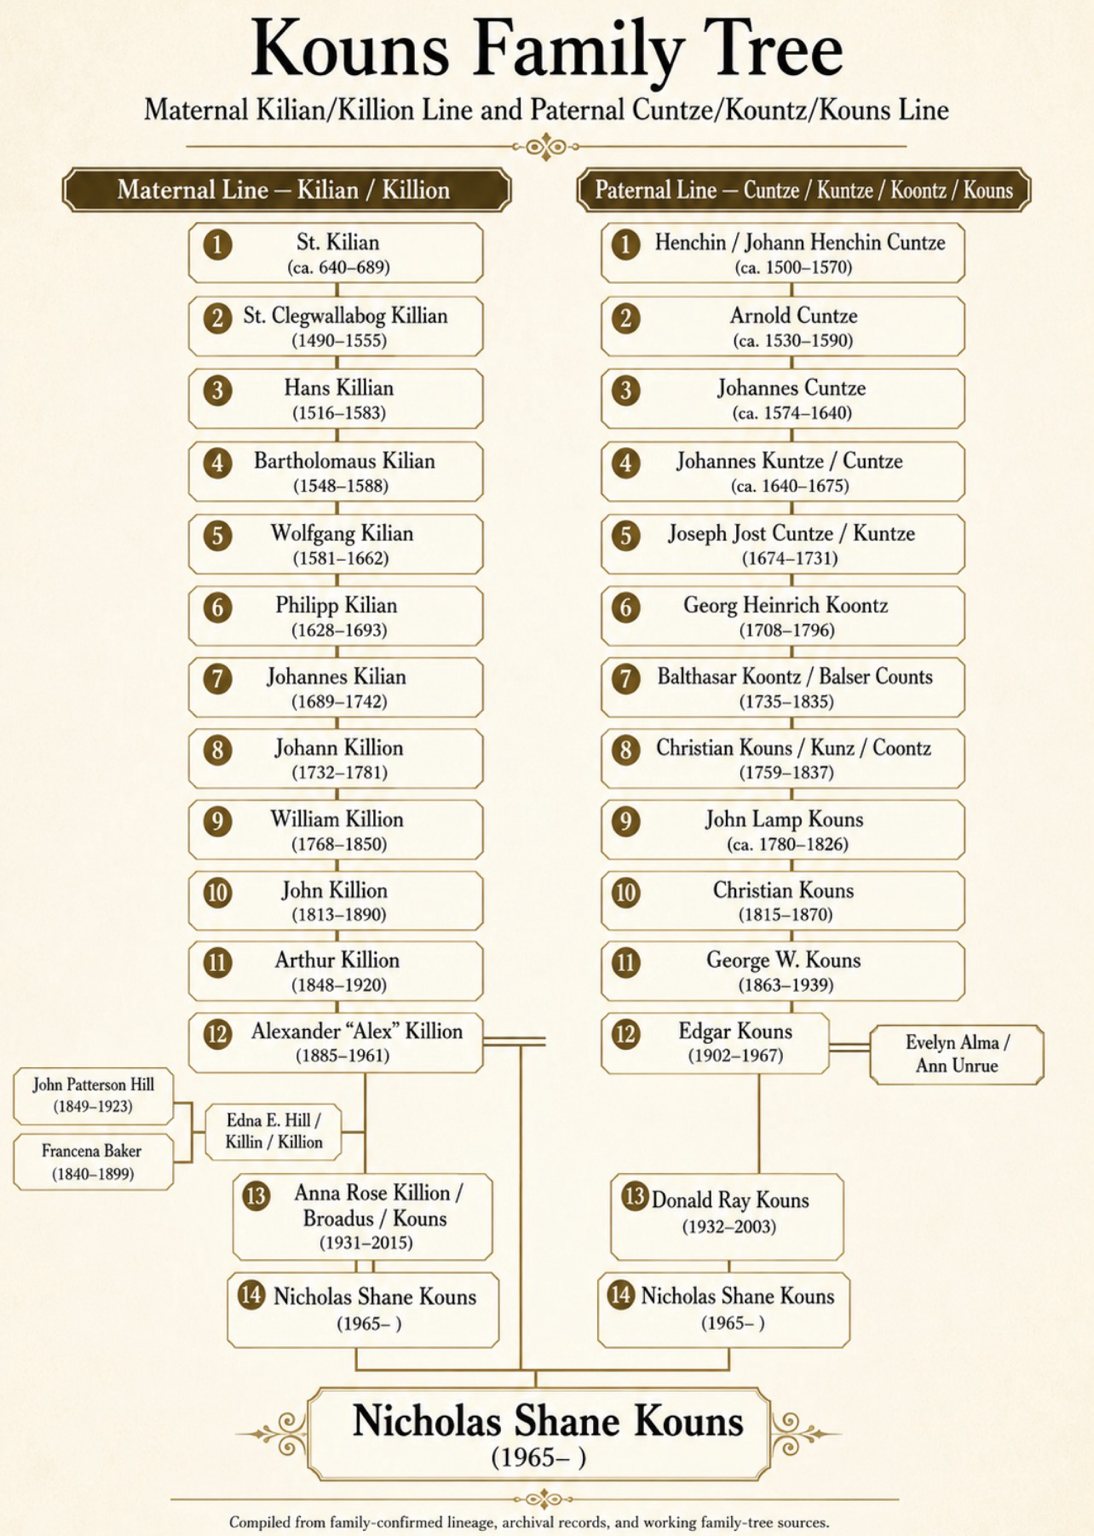 Kouns Family Tree
Maternal Kilian/Killion Line and Paternal Cuntze/Kountz/Kouns Line
Maternal Line — Kilian / Killion
1
St. Kilian
(ca. 640–689)
2
St. Clegwallabog Killian
(1490–1555)
3
Hans Killian
(1516–1583)
4
Bartholomaus Kilian
(1548–1588)
5
Wolfgang Kilian
(1581–1662)
6
Philipp Kilian
(1628–1693)
7
Johannes Kilian
(1689–1742)
8
Johann Killion
(1732–1781)
9
William Killion
(1768–1850)
10
John Killion
(1813–1890)
11
Arthur Killion
(1848–1920)
12
Alexander “Alex” Killion
(1885–1961)
John Patterson Hill
(1849–1923)
Francena Baker
(1840–1899)
Edna E. Hill /
Killin / Killion
13
Anna Rose Killion /
Broadus / Kouns
(1931–2015)
14
Nicholas Shane Kouns
(1965– )
Paternal Line — Cuntze / Kuntze / Koontz / Kouns
1
Henchin / Johann Henchin Cuntze
(ca. 1500–1570)
2
Arnold Cuntze
(ca. 1530–1590)
3
Johannes Cuntze
(ca. 1574–1640)
4
Johannes Kuntze / Cuntze
(ca. 1640–1675)
5
Joseph Jost Cuntze / Kuntze
(1674–1731)
6
Georg Heinrich Koontz
(1708–1796)
7
Balthasar Koontz / Balser Counts
(1735–1835)
8
Christian Kouns / Kunz / Coontz
(1759–1837)
9
John Lamp Kouns
(ca. 1780–1826)
10
Christian Kouns
(1815–1870)
11
George W. Kouns
(1863–1939)
12
Edgar Kouns
(1902–1967)
Evelyn Alma /
Ann Unrue
13
Donald Ray Kouns
(1932–2003)
14
Nicholas Shane Kouns
(1965– )
Nicholas Shane Kouns
(1965– )
Compiled from family-confirmed lineage, archival records, and working family-tree sources.